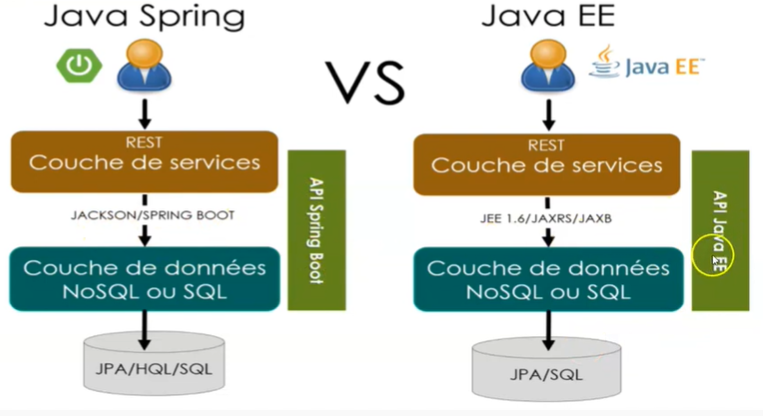 Java Spring
VS
Java EE
Java EE™
REST
Couche de services
JACKSON/SPRING BOOT
Couche de données
NoSQL ou SQL
JPA/HQL/SQL
API Spring Boot
REST
Couche de services
JEE 1.6/JAXRS/JAXB
Couche de données
NoSQL ou SQL
JPA/SQL
API Java EE